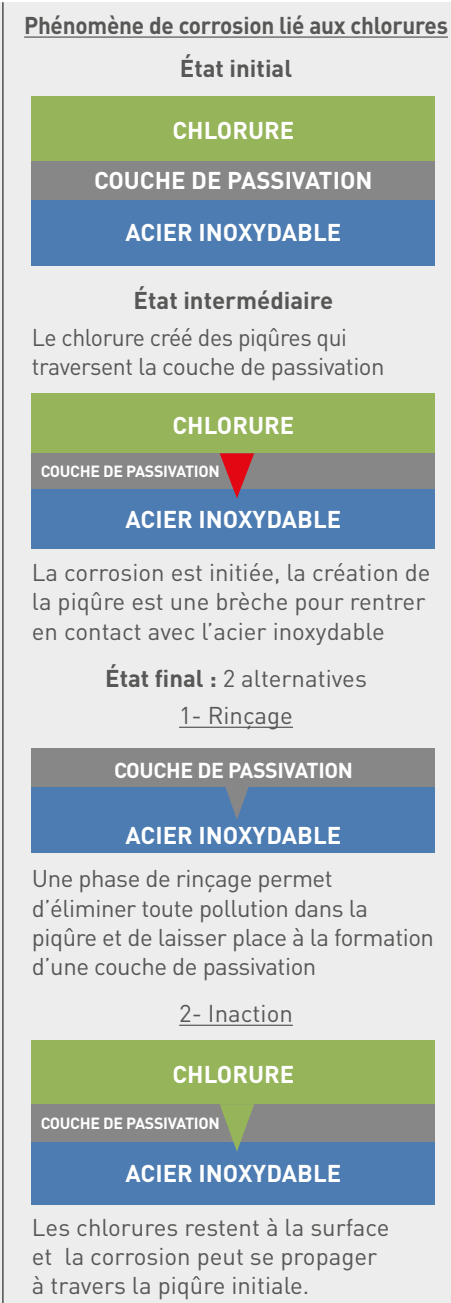 Phénomène de corrosion lié aux chlorures
État initial
CHLORURE
COUCHE DE PASSIVATION
ACIER INOXYDABLE
État intermédiaire
Le chlorure créé des piqûres qui
traversent la couche de passivation
CHLORURE
COUCHE DE PASSIVATION
ACIER INOXYDABLE
La corrosion est initiée, la création de
la piqûre est une brèche pour rentrer
en contact avec l’acier inoxydable
État final : 2 alternatives
1- Rinçage
COUCHE DE PASSIVATION
ACIER INOXYDABLE
Une phase de rinçage permet
d’éliminer toute pollution dans la
piqûre et de laisser place à la formation
d’une couche de passivation
2- Inaction
CHLORURE
COUCHE DE PASSIVATION
ACIER INOXYDABLE
Les chlorures restent à la surface
et la corrosion peut se propager
à travers la piqûre initiale.